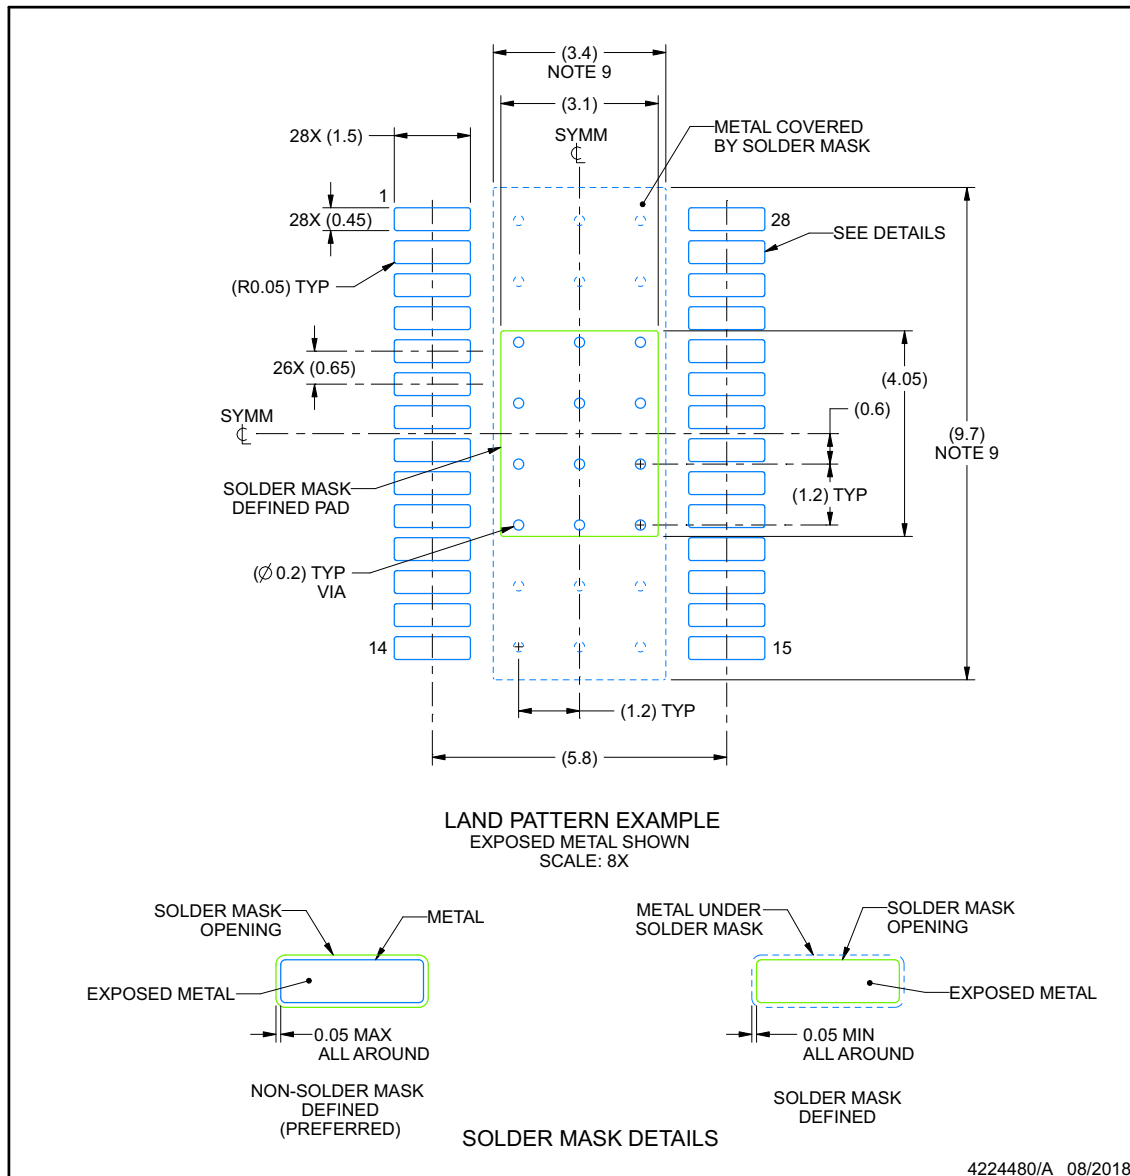 (3.4)
NOTE 9
(3.1)
SYMM
℄
METAL COVERED
BY SOLDER MASK
28X (1.5)
1
28X (0.45)
28
SEE DETAILS
(R0.05) TYP
26X (0.65)
(4.05)
(0.6)
SYMM
℄
(9.7)
NOTE 9
SOLDER MASK
DEFINED PAD
(1.2) TYP
(∅ 0.2) TYP
VIA
14
15
(1.2) TYP
(5.8)
LAND PATTERN EXAMPLE
EXPOSED METAL SHOWN
SCALE: 8X
SOLDER MASK
OPENING
METAL
EXPOSED METAL
0.05 MAX
ALL AROUND
NON-SOLDER MASK
DEFINED
(PREFERRED)
METAL UNDER
SOLDER MASK
SOLDER MASK
OPENING
EXPOSED METAL
0.05 MIN
ALL AROUND
SOLDER MASK
DEFINED
SOLDER MASK DETAILS
4224480/A 08/2018